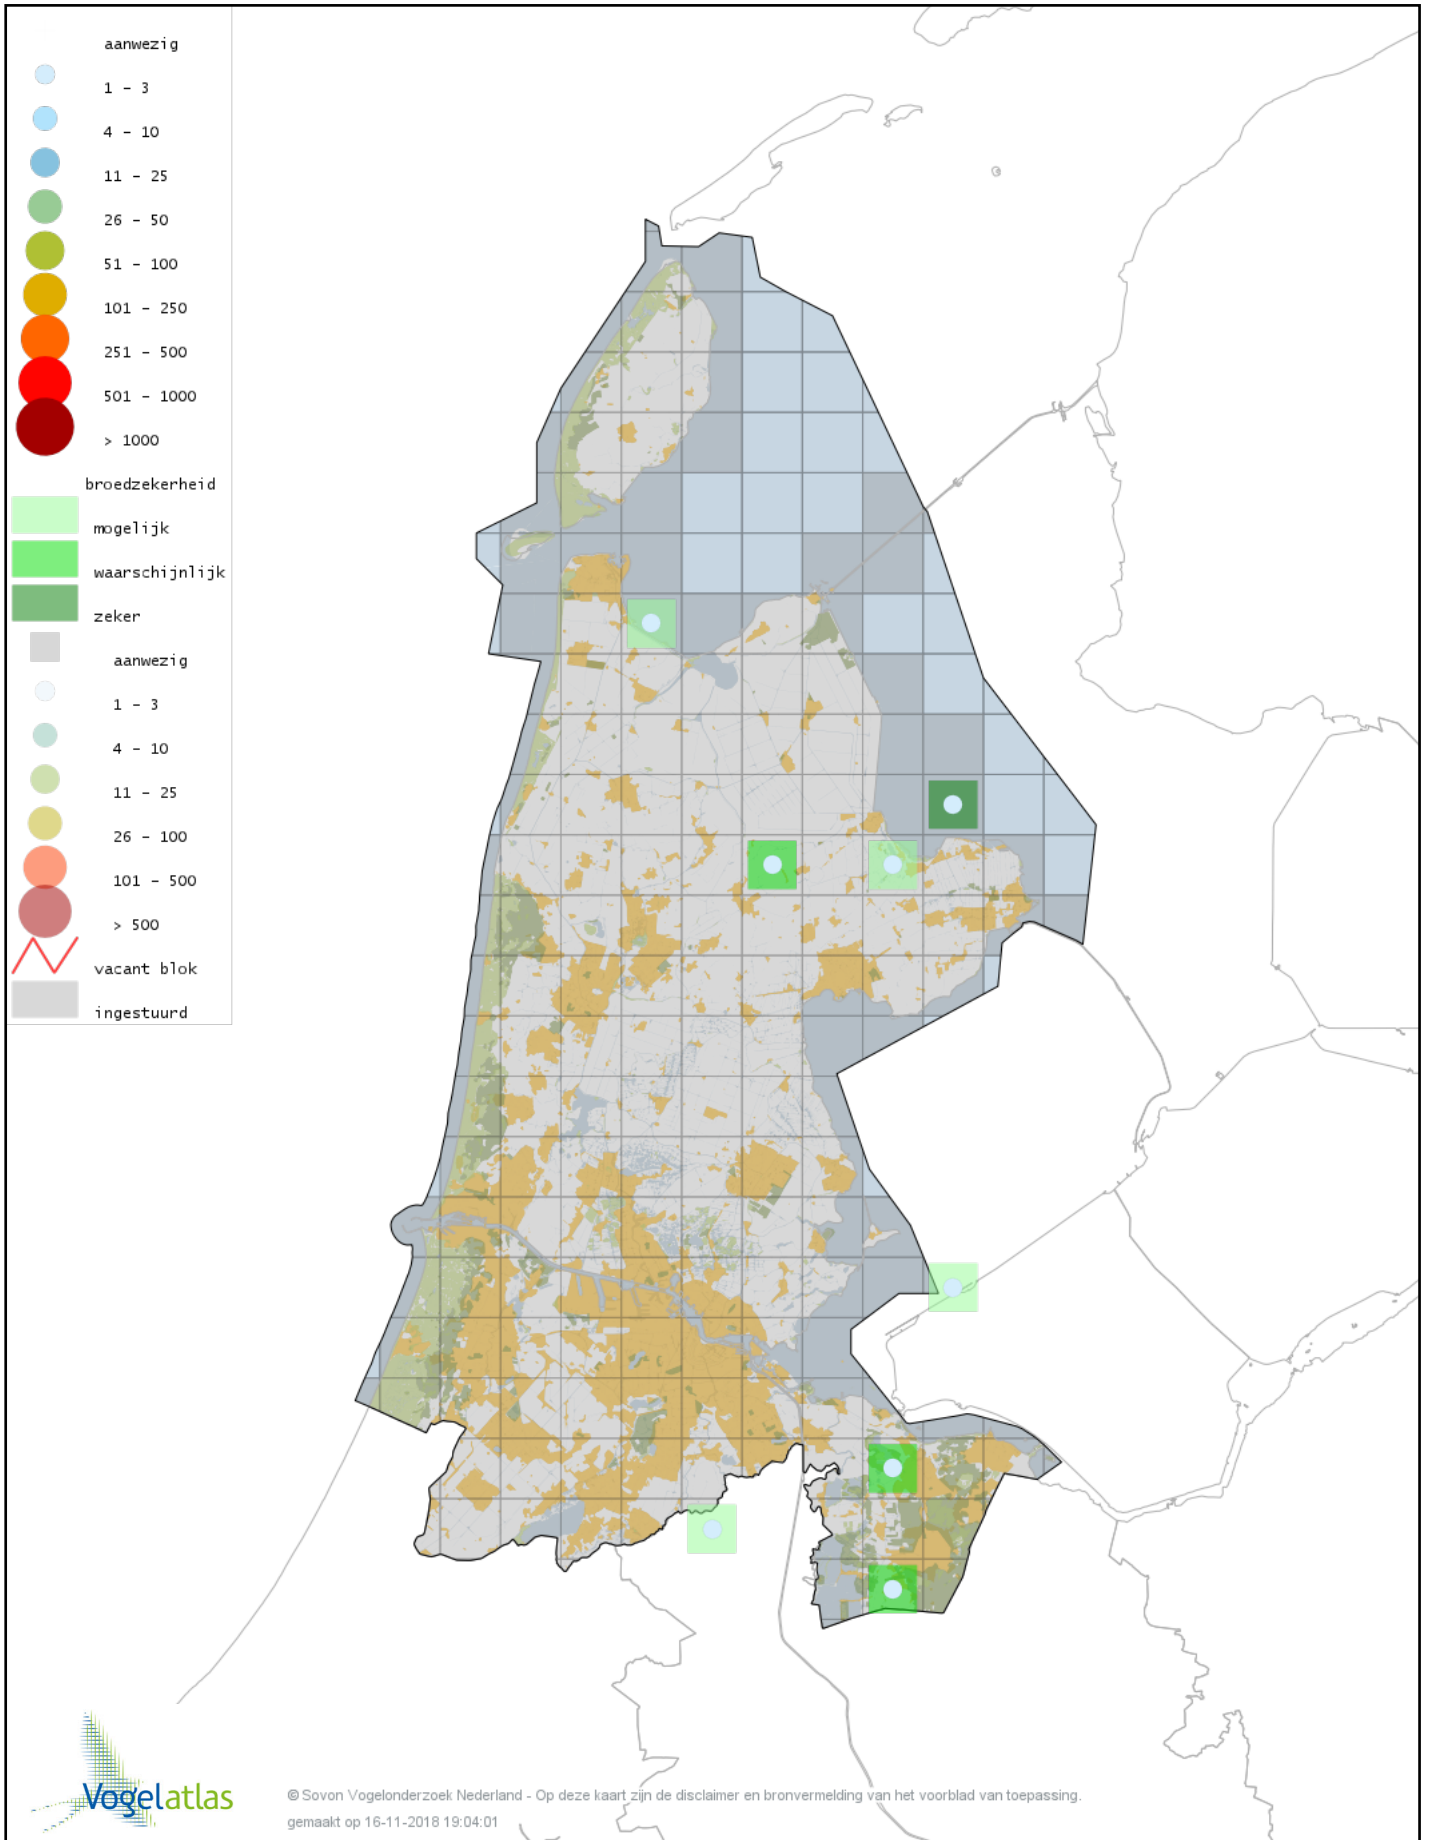 aanwezig
1 - 3
4 - 10
11 - 25
26 - 50
51 - 100
101 - 250
251 - 500
501 - 1000
> 1000
broedzekerheid
mogelijk
waarschijnlijk
zeker
aanwezig
1 - 3
4 - 10
11 - 25
26 - 100
101 - 500
> 500
vacant blok
ingestuurd
Vogelatlas
© Sovon Vogelonderzoek Nederland - Op deze kaart zijn de disclaimer en bronvermelding van het voorblad van toepassing.
gemaakt op 16-11-2018 19:04:01